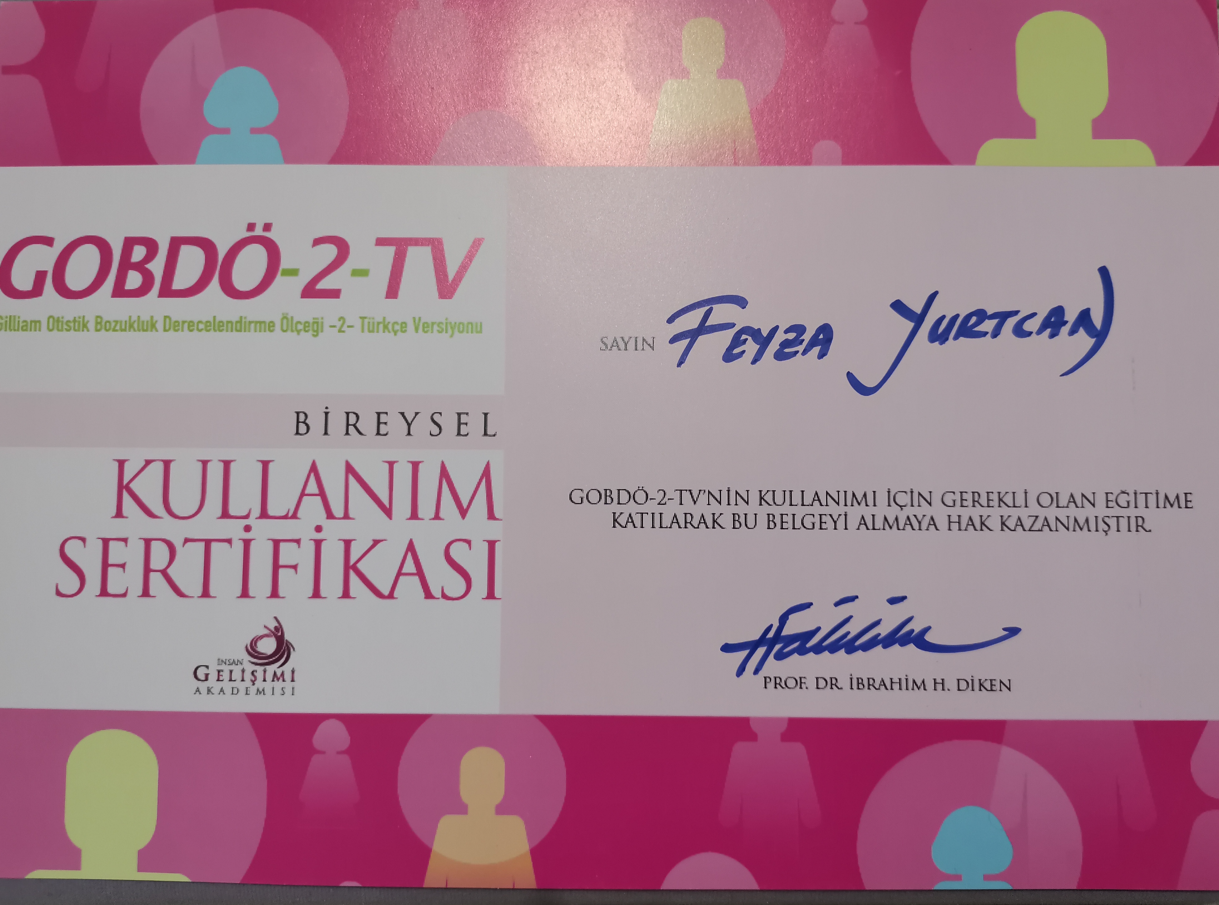 GOBDÖ-2-TV
Gilliam Otistik Bozukluk Derecelendirme Ölçeği -2- Türkçe Versiyonu
BİREYSEL
KULLANIM
SERTİFİKASI
İNSAN
GELİŞİMİ
AKADEMİSİ
SAYIN FEYZA YURTCAN
GOBDÖ-2-TV'NİN KULLANIMI İÇİN GEREKLİ OLAN EĞİTİME
KATILARAK BU BELGEYİ ALMAYA HAK KAZANMIŞTIR.
PROF. DR. İBRAHİM H. DİKEN